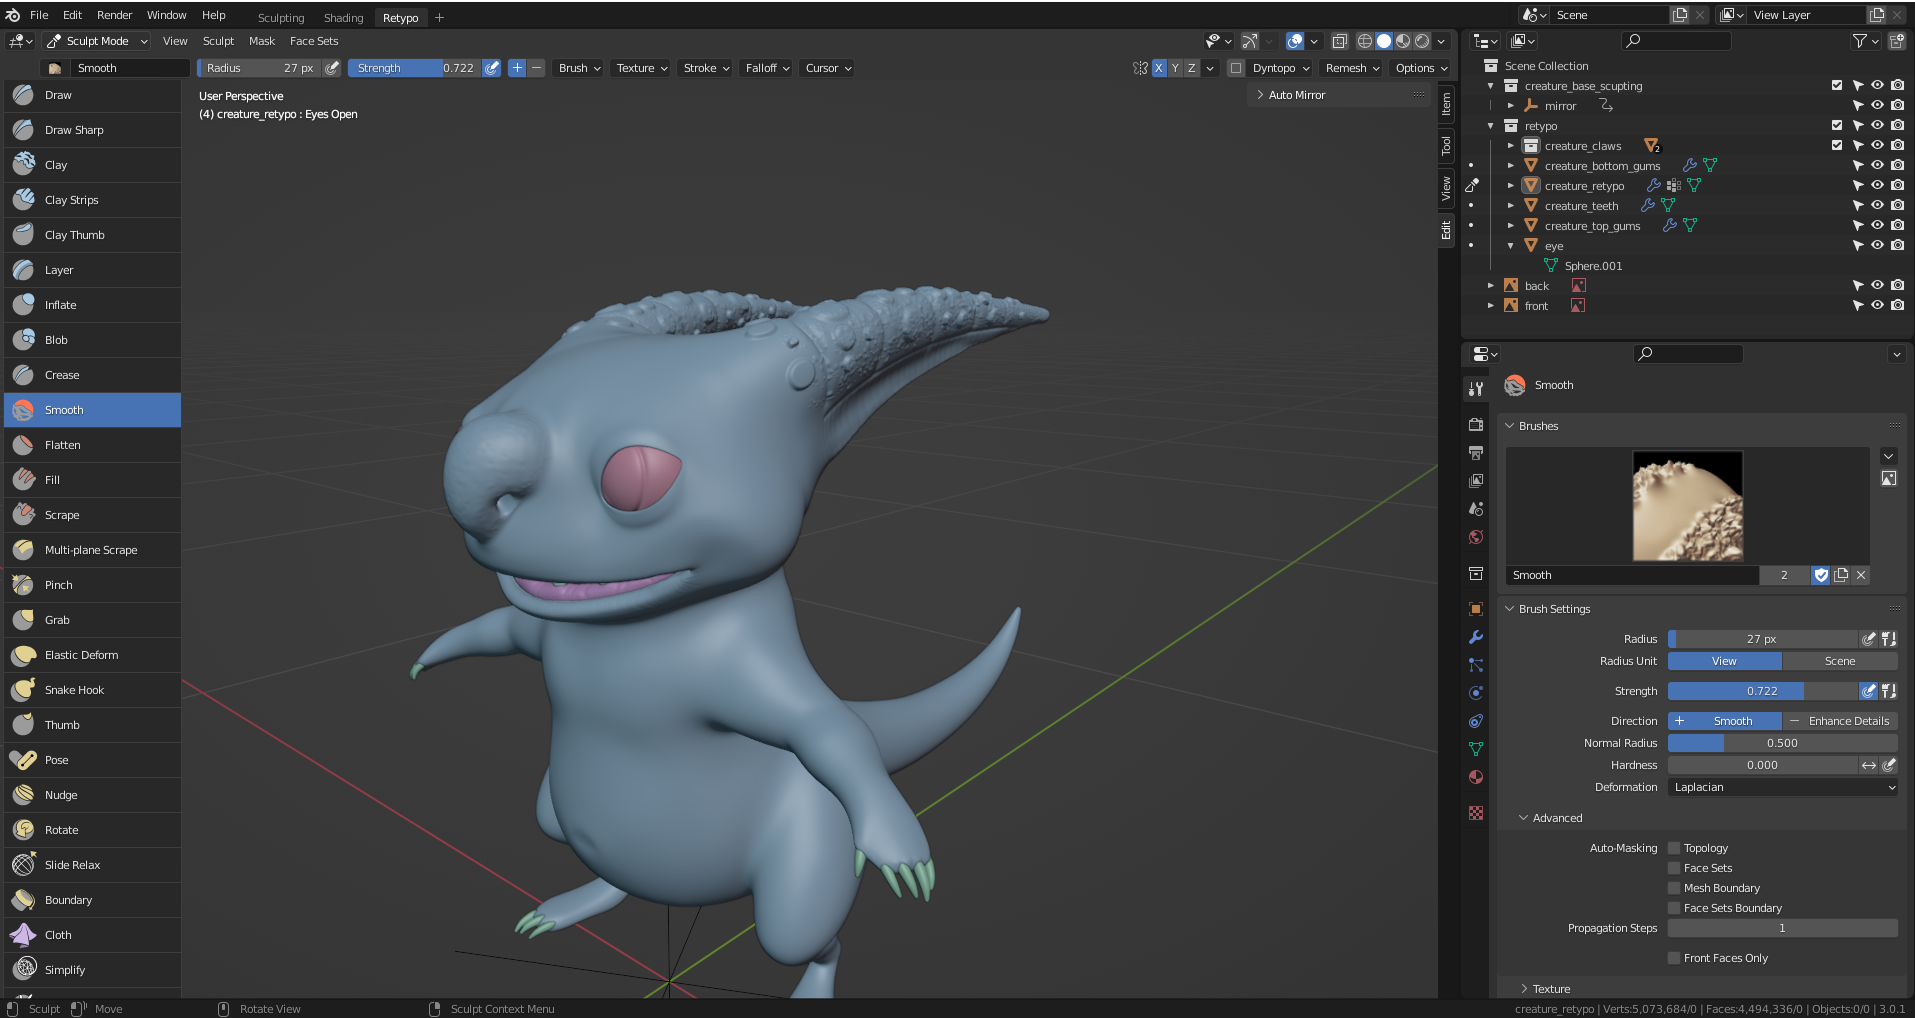 File Edit Render Window Help Sculpting Shading Retypo + Scene View Layer
Sculpt Mode View Sculpt Mask Face Sets
Smooth Radius 27 px Strength 0.722 Brush Texture Stroke Falloff Cursor X Y Z Dyntopo Remesh Options
User Perspective
(4) creature_retypo : Eyes Open
Auto Mirror
Item
Tool
View
Edit
Draw
Draw Sharp
Clay
Clay Strips
Clay Thumb
Layer
Inflate
Blob
Crease
Smooth
Flatten
Fill
Scrape
Multi-plane Scrape
Pinch
Grab
Elastic Deform
Snake Hook
Thumb
Pose
Nudge
Rotate
Slide Relax
Boundary
Cloth
Simplify
Scene Collection
creature_base_scupting
mirror
retypo
creature_claws 2
creature_bottom_gums
creature_retypo
creature_teeth
creature_top_gums
eye
Sphere.001
back
front
Smooth
Brushes
Smooth 2
Brush Settings
Radius 27 px
Radius Unit View Scene
Strength 0.722
Direction + Smooth − Enhance Details
Normal Radius 0.500
Hardness 0.000
Deformation Laplacian
Advanced
Auto-Masking Topology
Face Sets
Mesh Boundary
Face Sets Boundary
Propagation Steps 1
Front Faces Only
Texture
Sculpt Move Rotate View Sculpt Context Menu creature_retypo | Verts:5,073,684/0 | Faces:4,494,336/0 | Objects:0/0 | 3.0.1